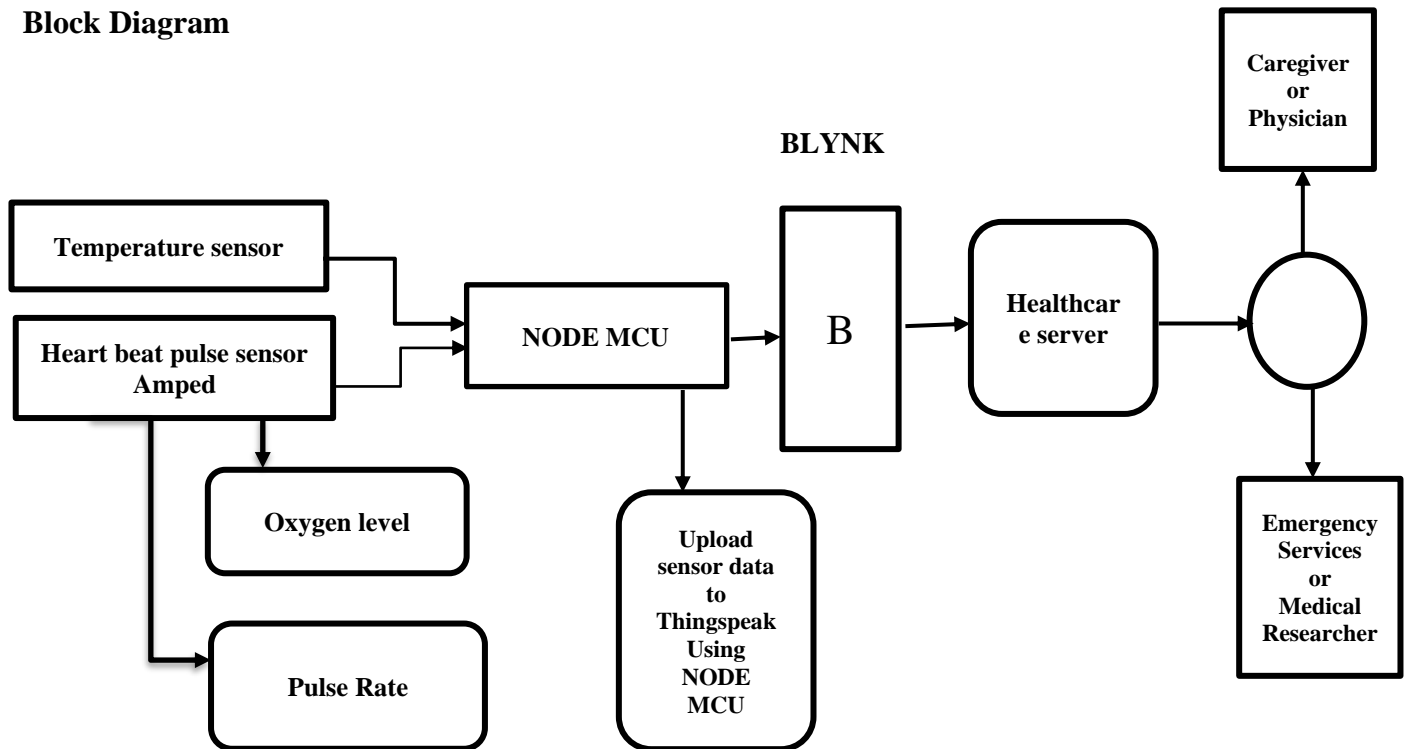 Block Diagram
Caregiver
or
Physician
BLYNK
Temperature sensor
Heart beat pulse sensor
Amped
NODE MCU
B
Healthcar
e server
Oxygen level
Pulse Rate
Upload
sensor data
to
Thingspeak
Using
NODE
MCU
Emergency
Services
or
Medical
Researcher